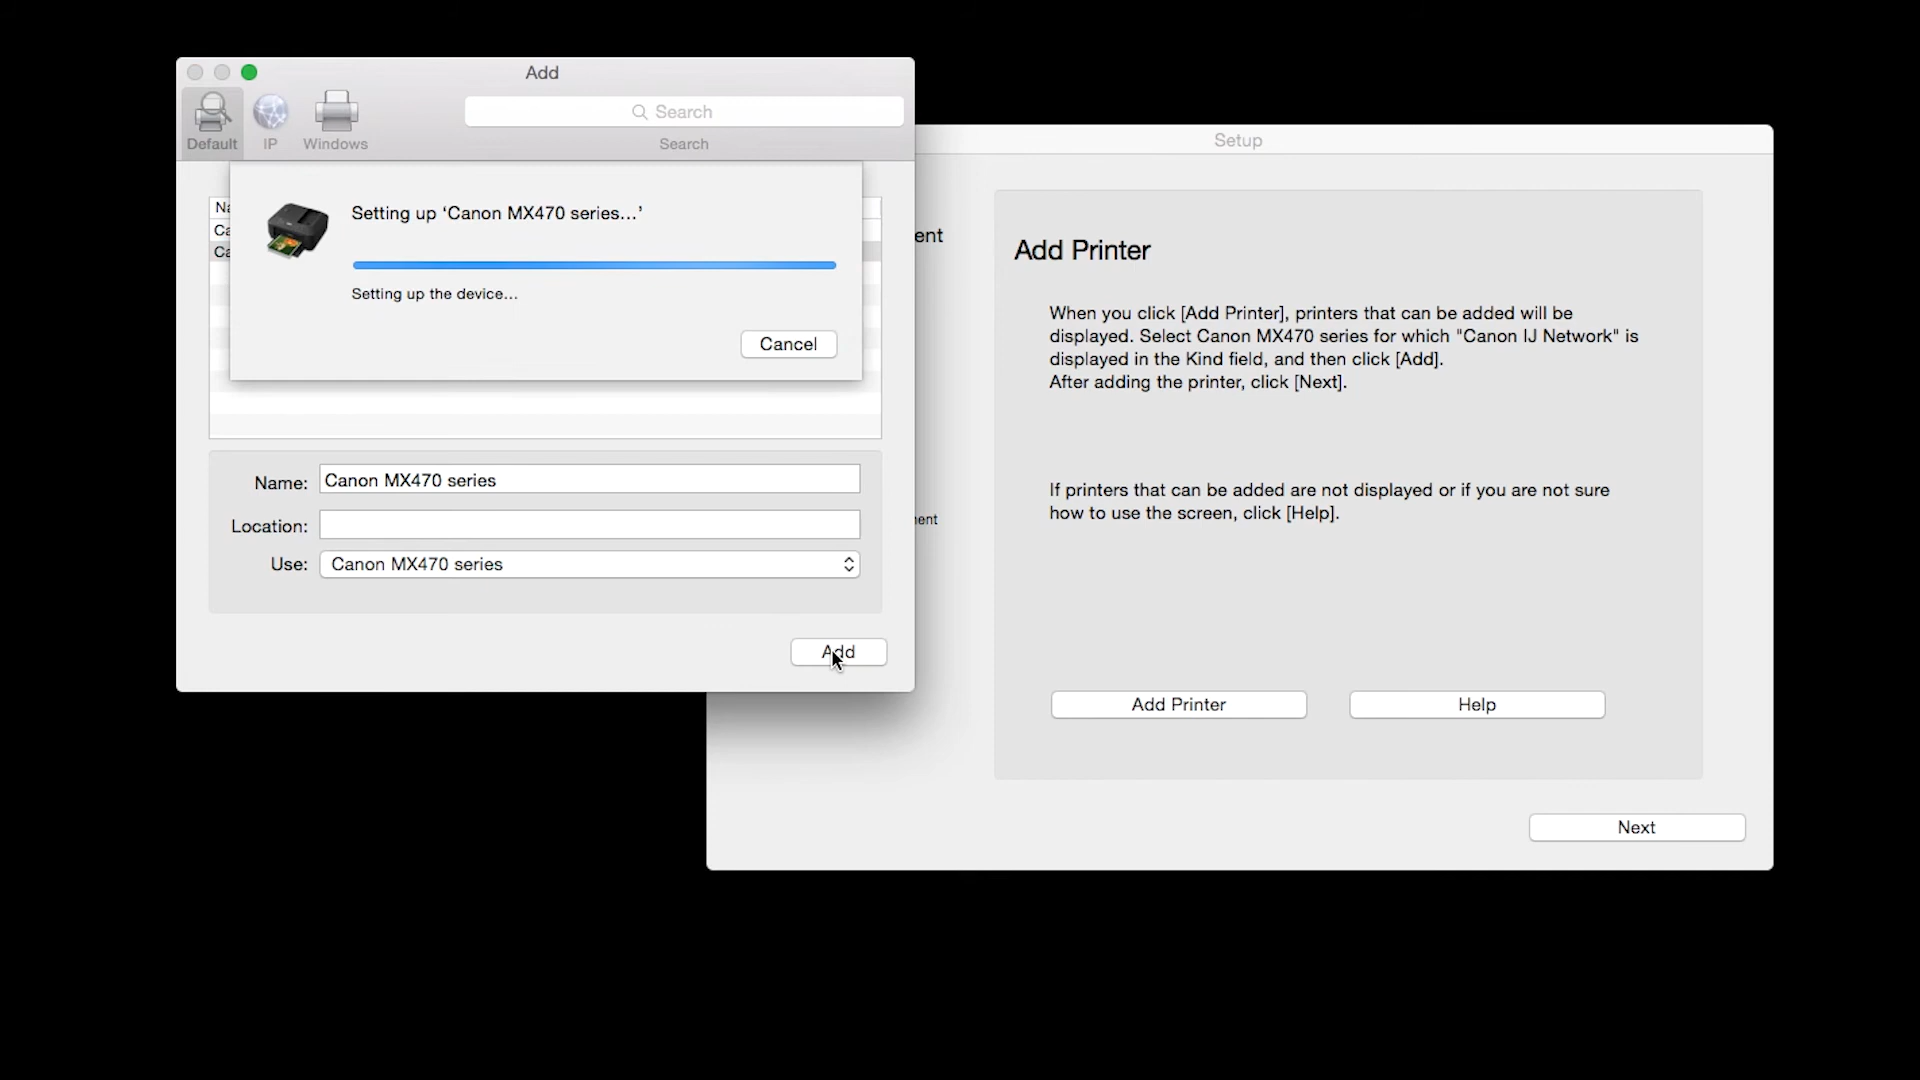 Add
Search
Default
IP
Windows
Search
Na
Ca
Ca
Setting up ‘Canon MX470 series...’
Setting up the device...
Cancel
Name:
Canon MX470 series
Location:
Use:
Canon MX470 series
Add
Setup
ent
Add Printer
When you click [Add Printer], printers that can be added will be
displayed. Select Canon MX470 series for which "Canon IJ Network" is
displayed in the Kind field, and then click [Add].
After adding the printer, click [Next].
If printers that can be added are not displayed or if you are not sure
how to use the screen, click [Help].
Add Printer
Help
Next